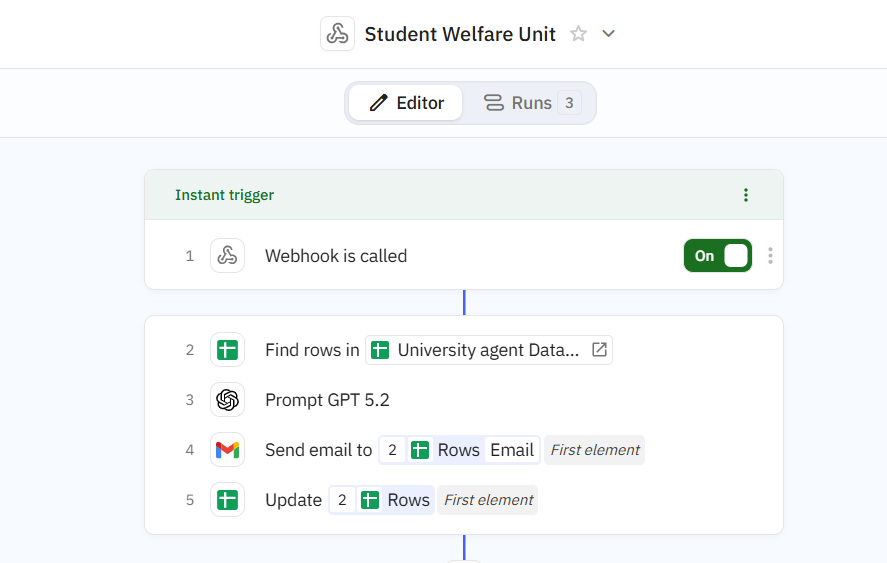 Student Welfare Unit
Editor Runs 3
Instant trigger
1 Webhook is called On
2 Find rows in University agent Data...
3 Prompt GPT 5.2
4 Send email to 2 Rows Email First element
5 Update 2 Rows First element